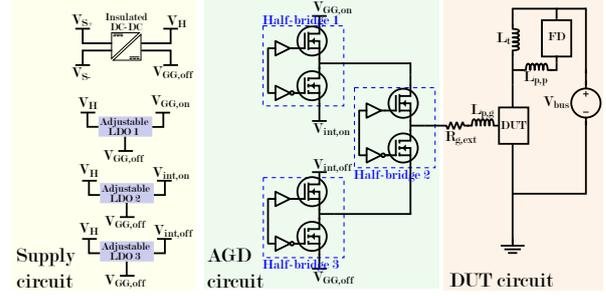 Insulated
DC-DC
V_S+
V_S-
V_H
V_GG,off
V_H
V_GG,on
Adjustable
LDO 1
V_GG,off
V_H
V_int,on
Adjustable
LDO 2
V_GG,off
V_H
V_int,off
Adjustable
LDO 3
V_GG,off
Supply
circuit
V_GG,on
Half-bridge 1
V_int,on
Half-bridge 2
V_int,off
Half-bridge 3
V_GG,off
AGD
circuit
L_t
FD
L_p,p
V_bus
L_p,g
R_g,ext
DUT
DUT circuit